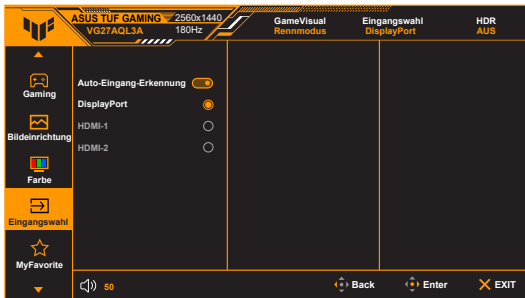 ASUS TUF GAMING 2560x1440
VG27AQL3A 180Hz
GameVisual Eingangswahl HDR
Rennmodus DisplayPort AUS
Gaming
Bildeinrichtung
Farbe
Eingangswahl
MyFavorite
Auto-Eingang-Erkennung
DisplayPort
HDMI-1
HDMI-2
50 Back Enter EXIT